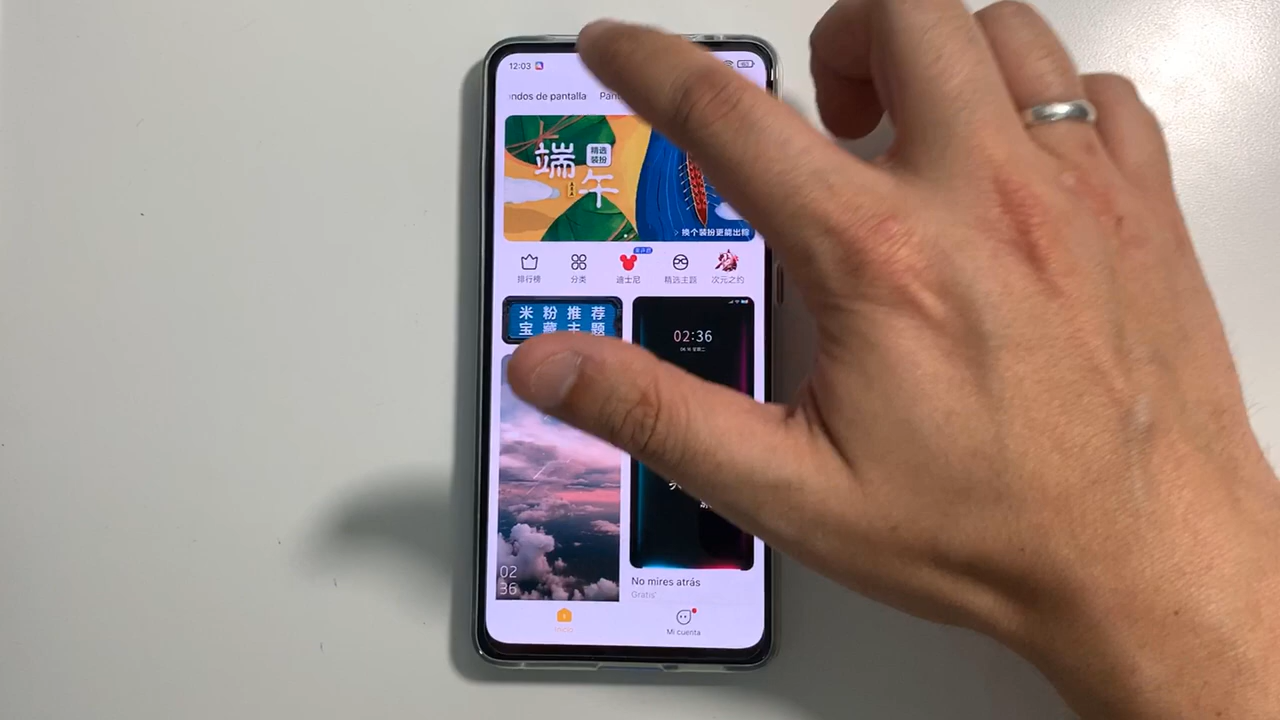 12:03
ndos de pantalla
端午
精选
装扮
换个装扮更能出粽
排行榜 分类 迪士尼 精选主题 次元之约
米粉推荐
宝藏主题
02:36
02
36
No mires atrás
Gratis
Inicio
Mi cuenta